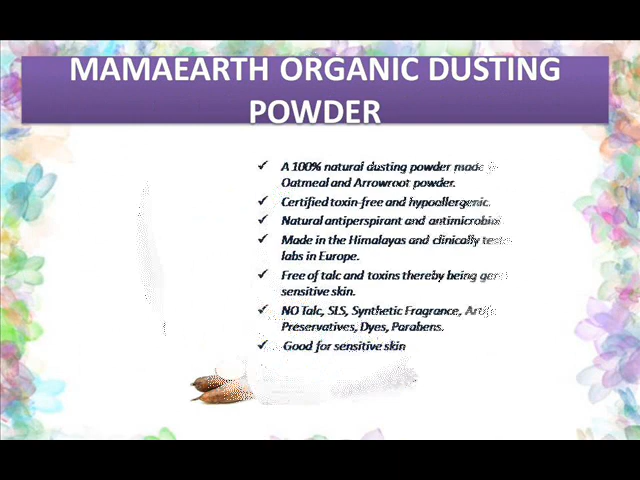 MAMAEARTH ORGANIC DUSTING
POWDER
A 100% natural dusting powder made
Oatmeal and Arrowroot powder.
Certified toxin-free and hypoallergenic.
Natural antiperspirant and antimicrobial
Made in the Himalayas and clinically
labs in Europe.
Free of talc and toxins thereby being
sensitive skin.
NO Talc, SLS, Synthetic Fragrance,
Preservatives, Dyes, Parabens.
Good for sensitive skin